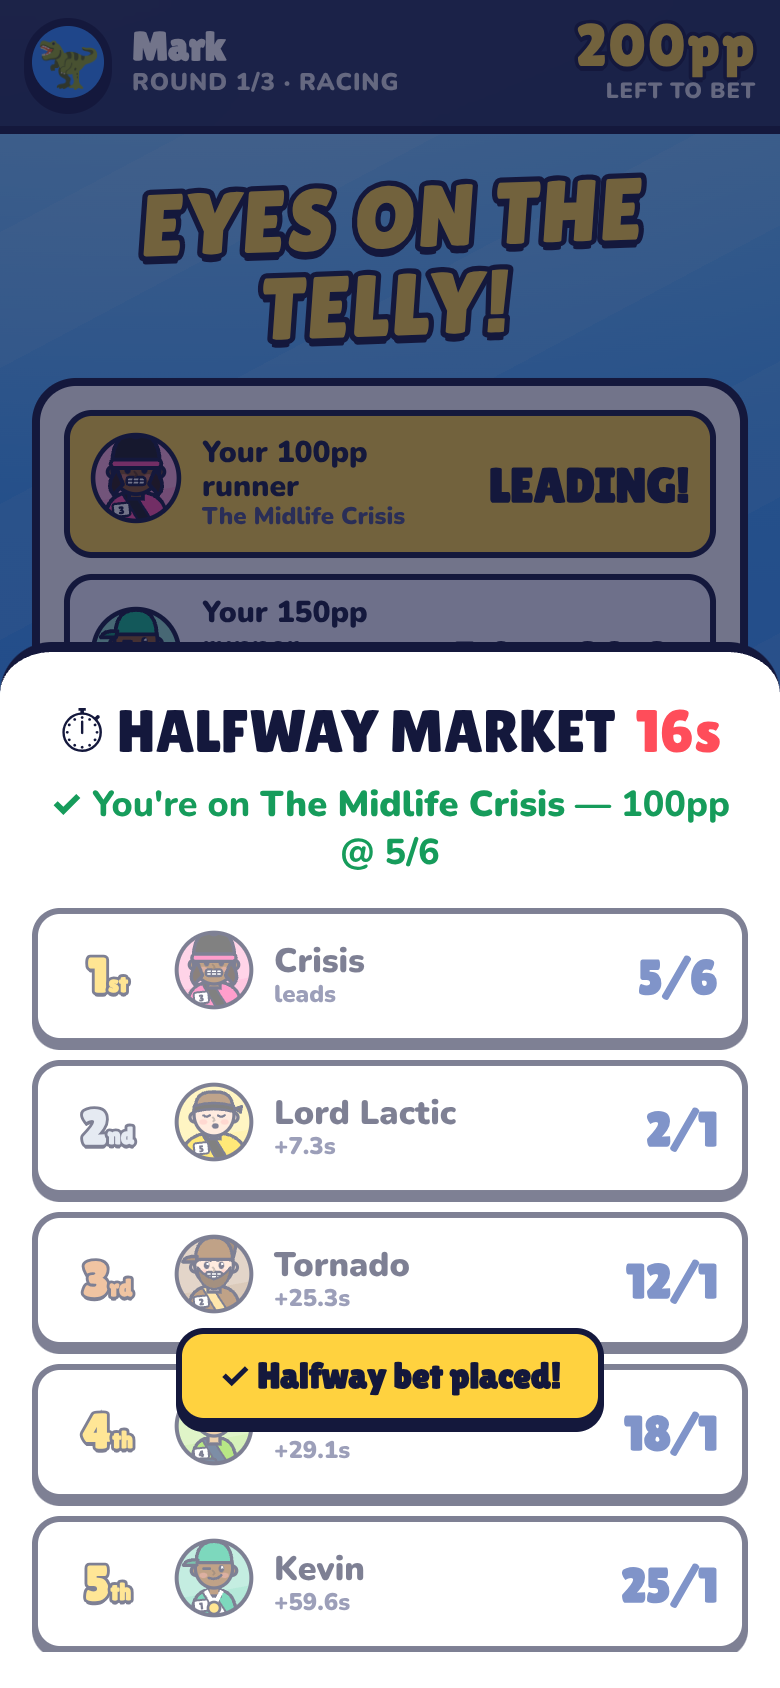 Mark
ROUND 1/3 · RACING
200pp
LEFT TO BET
EYES ON THE
TELLY!
Your 100pp
runner
The Midlife Crisis
LEADING!
Your 150pp
⏱ HALFWAY MARKET 16s
✓ You're on The Midlife Crisis — 100pp
@ 5/6
1st
Crisis
leads
5/6
2nd
Lord Lactic
+7.3s
2/1
3rd
Tornado
+25.3s
12/1
✓ Halfway bet placed!
4th
+29.1s
18/1
5th
Kevin
+59.6s
25/1